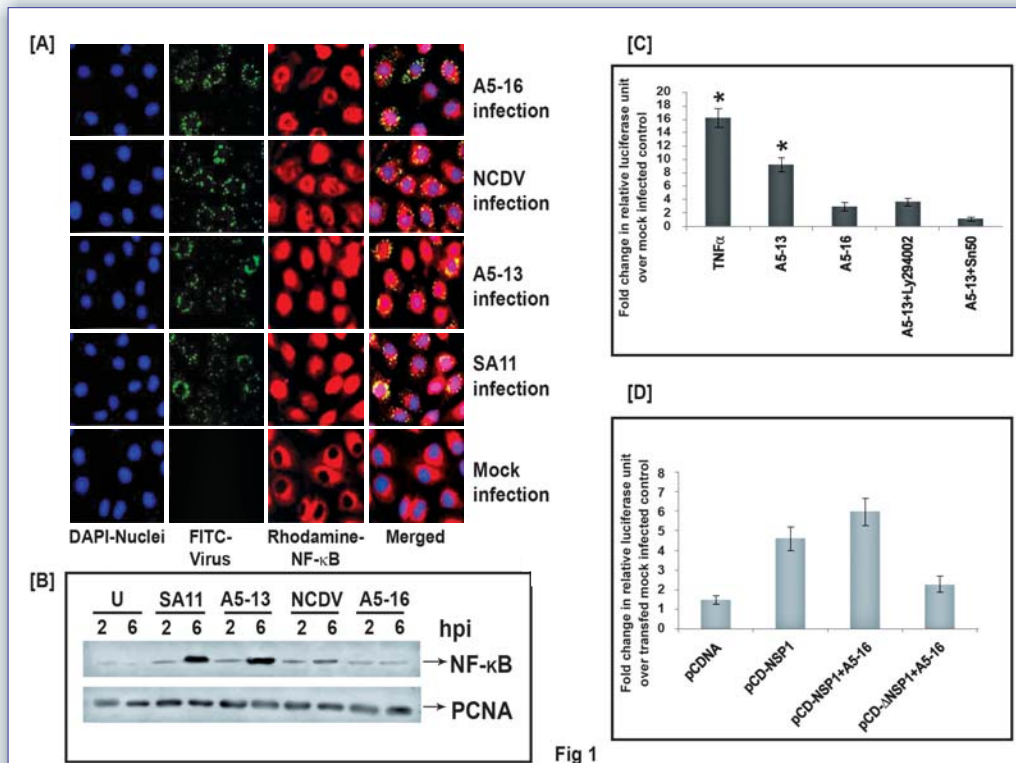 [A]
A5-16
infection
NCDV
infection
A5-13
infection
SA11
infection
Mock
infection
DAPI-Nuclei
FITC-
Virus
Rhodamine-
NF-κB
Merged
[B]
U SA11 A5-13 NCDV A5-16
2 6 2 6 2 6 2 6 2 6 hpi
NF-κB
PCNA
[C]
Fold change in relative luciferase unit
over mock infected control
20
18
16
14
12
10
8
6
4
2
0
* *
TNFα
A5-13
A5-16
A5-13+Ly294002
A5-13+Sn50
[D]
Fold change in relative luciferase unit
over transfed mock infected control
8
7
6
5
4
3
2
1
0
pCDNA
pCD-NSP1
pCD-NSP1+A5-16
pCD-ΔNSP1+A5-16
Fig 1